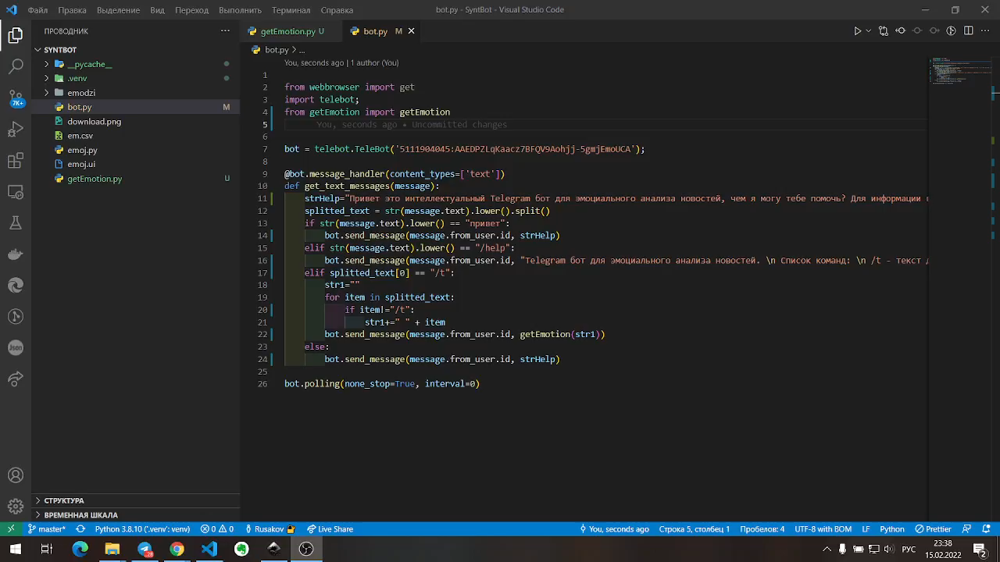 Файл Правка Выделение Вид Переход Выполнить Терминал Справка
bot.py - SyntBot - Visual Studio Code
ПРОВОДНИК ···
getEmotion.py U
bot.py M
SYNTBOT
bot.py > ...
__pycache__
You, seconds ago | 1 author (You)
.venv
emodzi
bot.py M
download.png
em.csv
emoj.py
emoj.ui
getEmotion.py U
7K+
1
2 from webbrowser import get
3 import telebot;
4 from getEmotion import getEmotion
5 You, seconds ago • Uncommitted changes
6
7 bot = telebot.TeleBot('5111904045:AAEDPZLqKaacz7BFQV9Aohjj-5gmjEmoUCA');
8
9 @bot.message_handler(content_types=['text'])
10 def get_text_messages(message):
11 strHelp="Привет это интеллектуальный Telegram бот для эмоциального анализа новостей, чем я могу тебе помочь? Для информации в
12 splitted_text = str(message.text).lower().split()
13 if str(message.text).lower() == "привет":
14 bot.send_message(message.from_user.id, strHelp)
15 elif str(message.text).lower() == "/help":
16 bot.send_message(message.from_user.id, "Telegram бот для эмоциального анализа новостей. \n Список команд: \n /t - текст д
17 elif splitted_text[0] == "/t":
18 str1=""
19 for item in splitted_text:
20 if item!="/t":
21 str1+=" " + item
22 bot.send_message(message.from_user.id, getEmotion(str1))
23 else:
24 bot.send_message(message.from_user.id, strHelp)
25
26 bot.polling(none_stop=True, interval=0)
Json
СТРУКТУРА
ВРЕМЕННАЯ ШКАЛА
master* Python 3.8.10 ('.venv': venv) 0 0 Rusakov Live Share You, seconds ago Строка 5, столбец 1 Пробелов: 4 UTF-8 with BOM LF Python Prettier
28
РУС
23:38
15.02.2022
2